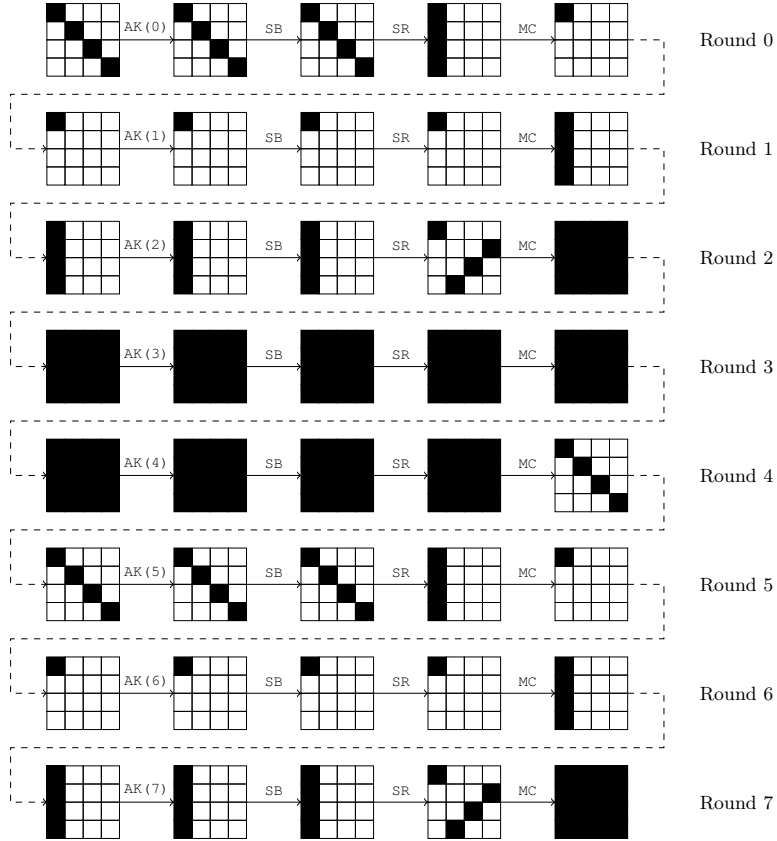 AK(0) SB SR MC Round 0
AK(1) SB SR MC Round 1
AK(2) SB SR MC Round 2
AK(3) SB SR MC Round 3
AK(4) SB SR MC Round 4
AK(5) SB SR MC Round 5
AK(6) SB SR MC Round 6
AK(7) SB SR MC Round 7